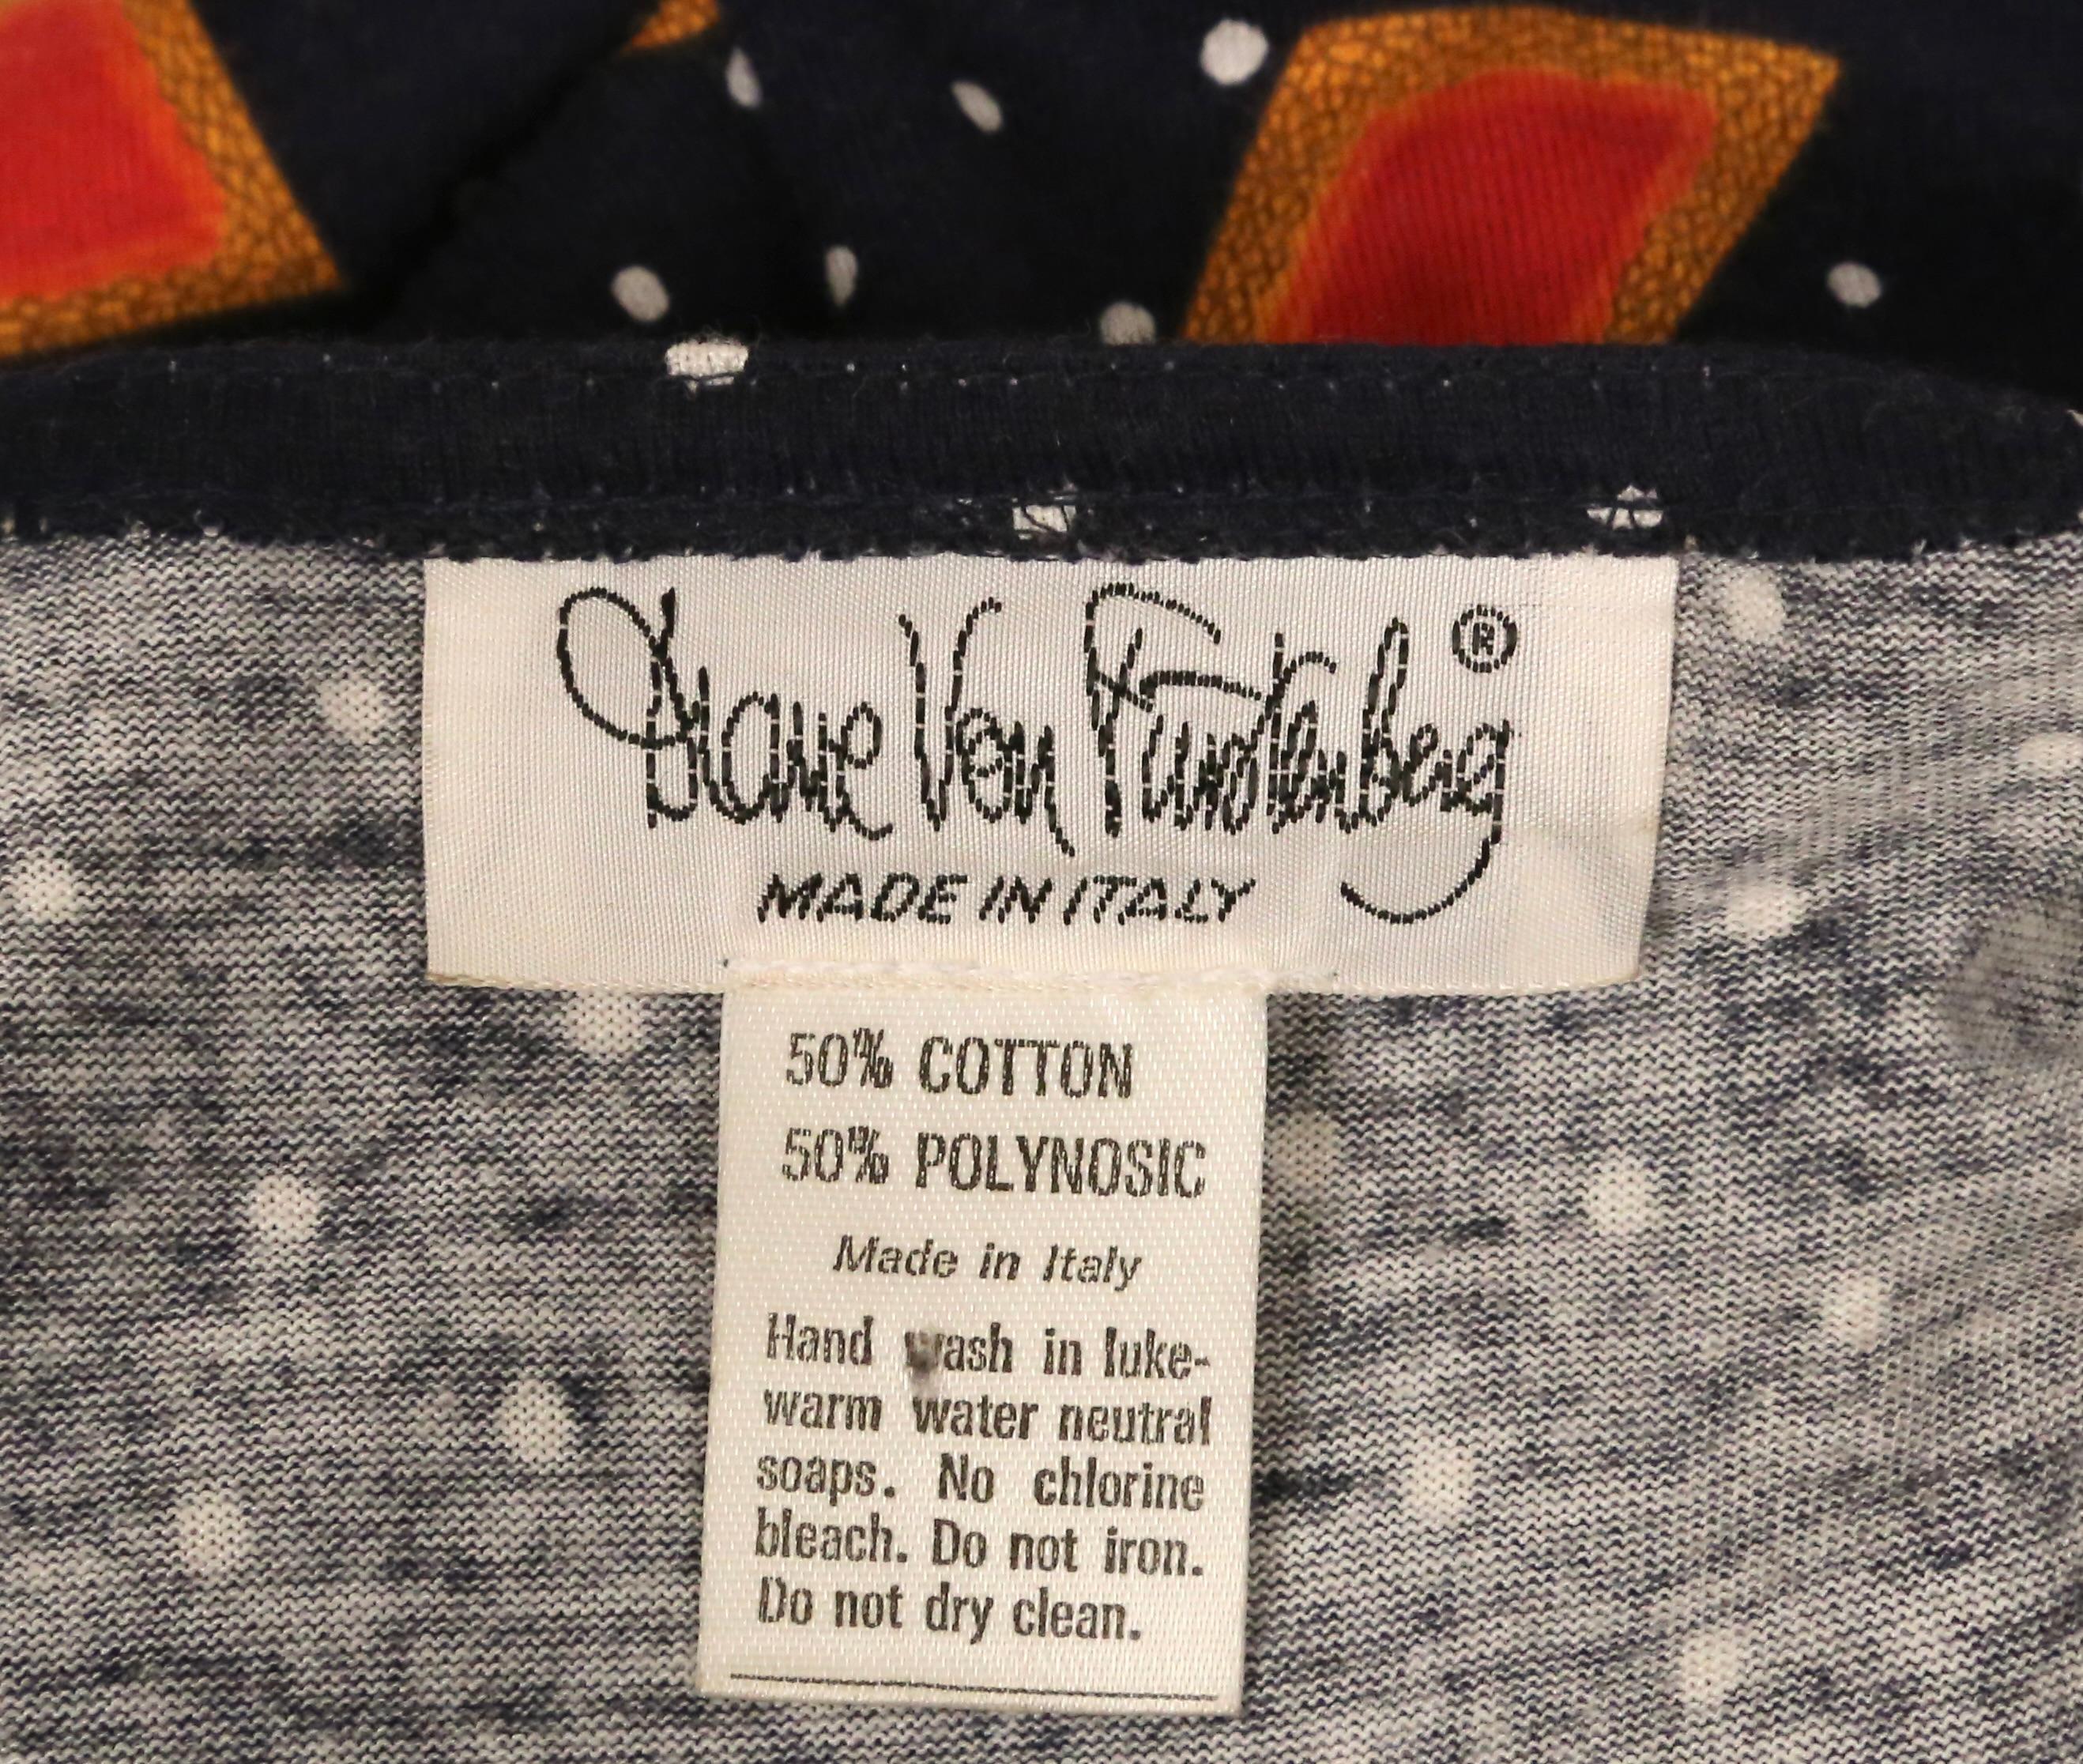 Diane Von Furstenberg ®
MADE IN ITALY
50% COTTON
50% POLYNOSIC
Made in Italy
Hand wash in luke-
warm water neutral
soaps. No chlorine
bleach. Do not iron.
Do not dry clean.